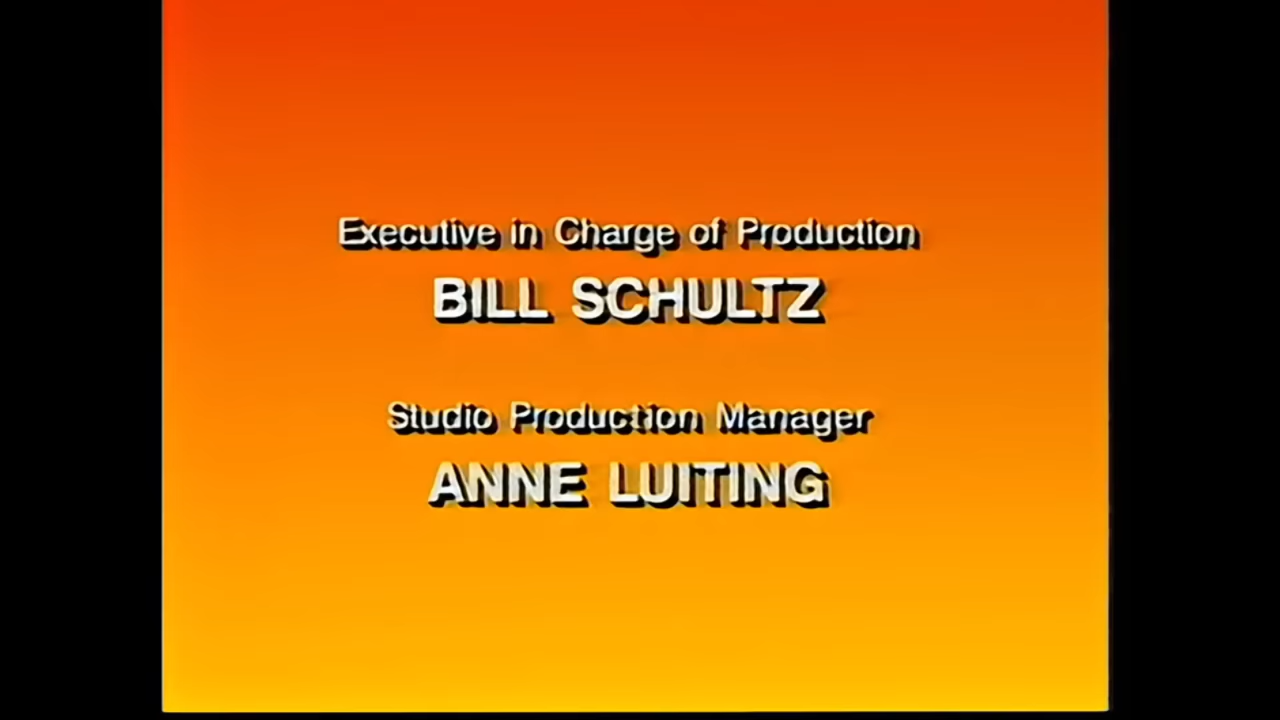 Executive in Charge of Production
BILL SCHULTZ
Studio Production Manager
ANNE LUITING